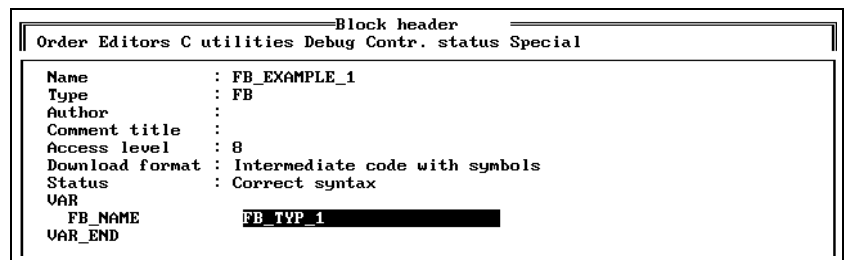 Block header
Order Editors C utilities Debug Contr. status Special
Name : FB_EXAMPLE_1
Type : FB
Author :
Comment title :
Access level : 8
Download format : Intermediate code with symbols
Status : Correct syntax
VAR
FB_NAME FB_TYP_1
VAR_END